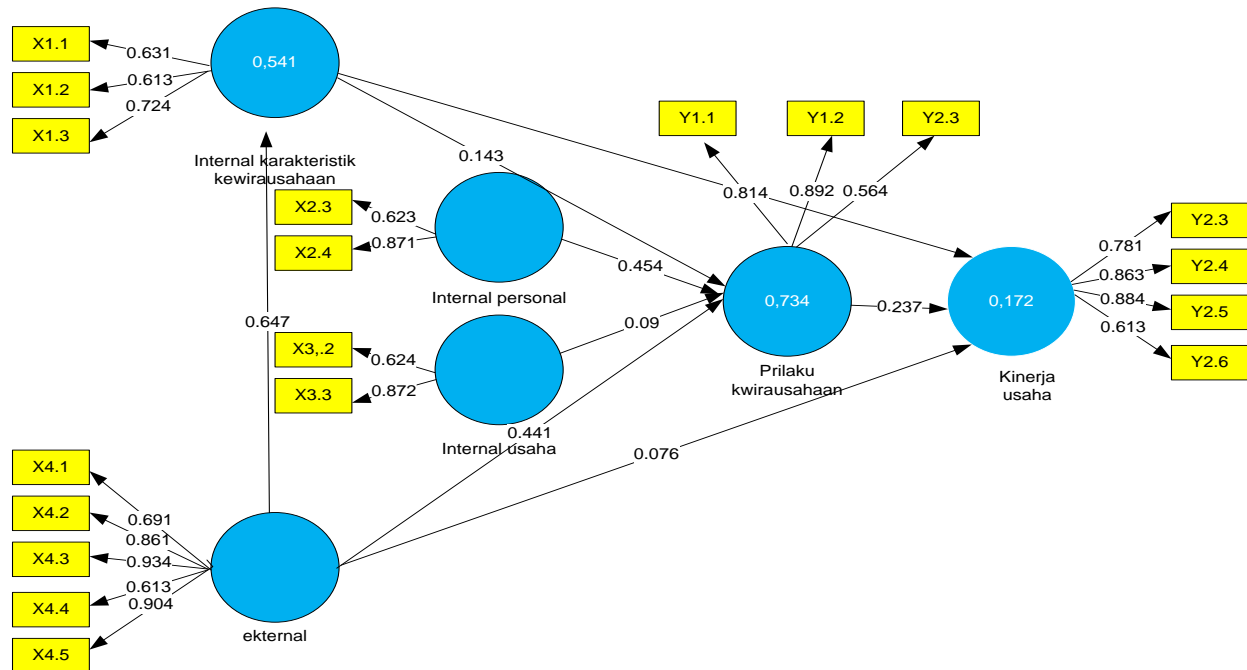 X1.1
0.631
X1.2
0.613
X1.3
0.724
0,541
Internal karakteristik
kewirausahaan
0.143
Y1.1
Y1.2
Y2.3
0.814
0.892
0.564
X2.3
0.623
X2.4
0.871
Internal personal
0.454
0.647
X3,.2
0.624
X3.3
0.872
Internal usaha
0.09
0.441
0,734
Prilaku
kwirausahaan
0.237
0,172
Kinerja
usaha
0.781
Y2.3
0.863
Y2.4
0.884
Y2.5
0.613
Y2.6
0.076
X4.1
0.691
X4.2
0.861
X4.3
0.934
X4.4
0.613
X4.5
0.904
ekternal